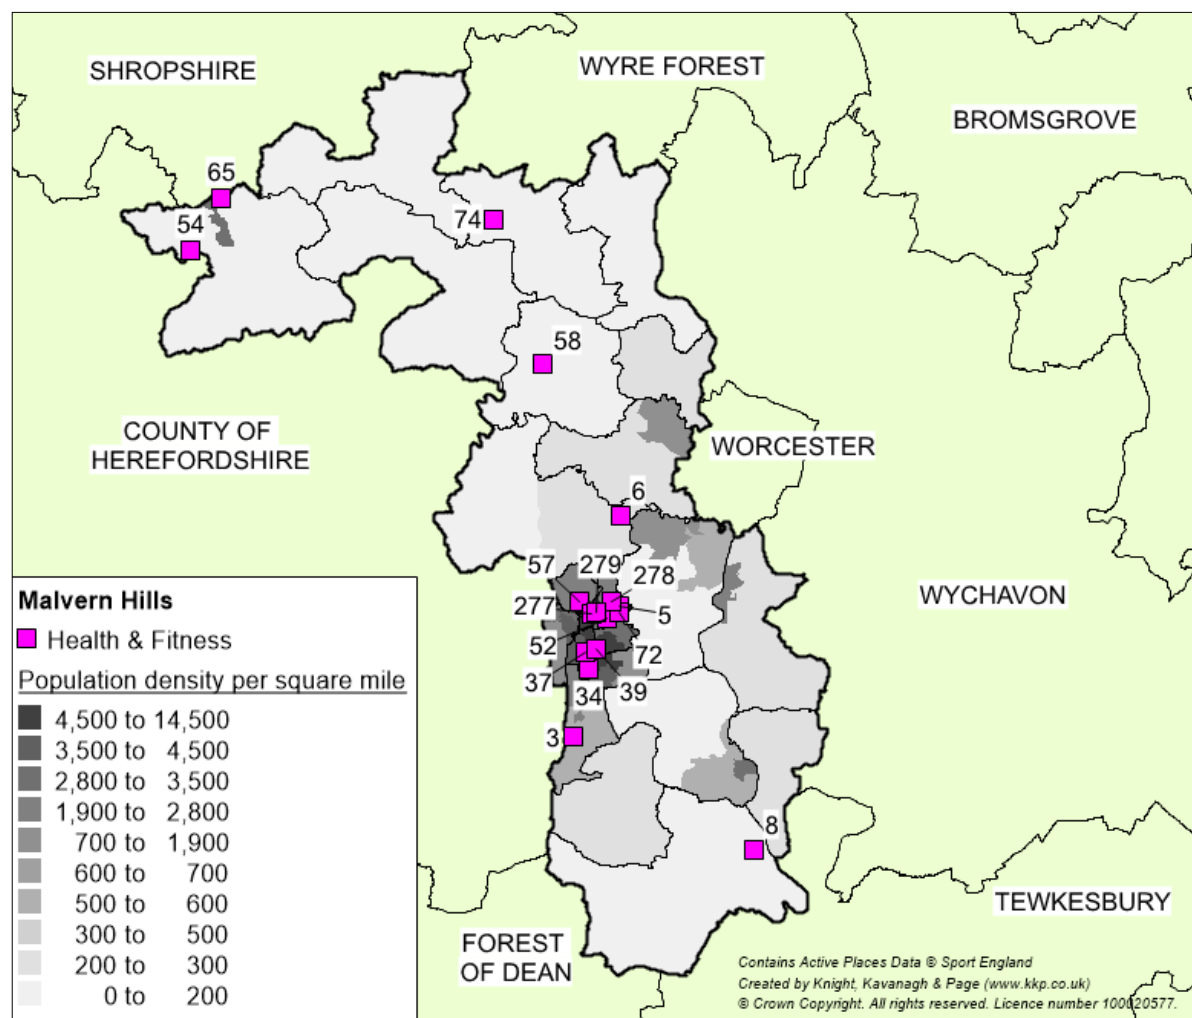 SHROPSHIRE
WYRE FOREST
BROMSGROVE
65
54
74
58
COUNTY OF
HEREFORDSHIRE
WORCESTER
6
57
279
278
277
5
52
72
37
34
39
WYCHAVON
3
8
TEWKESBURY
FOREST
OF DEAN
Malvern Hills
Health & Fitness
Population density per square mile
4,500 to 14,500
3,500 to 4,500
2,800 to 3,500
1,900 to 2,800
700 to 1,900
600 to 700
500 to 600
300 to 500
200 to 300
0 to 200
Contains Active Places Data © Sport England
Created by Knight, Kavanagh & Page (www.kkp.co.uk)
© Crown Copyright. All rights reserved. Licence number 100020577.